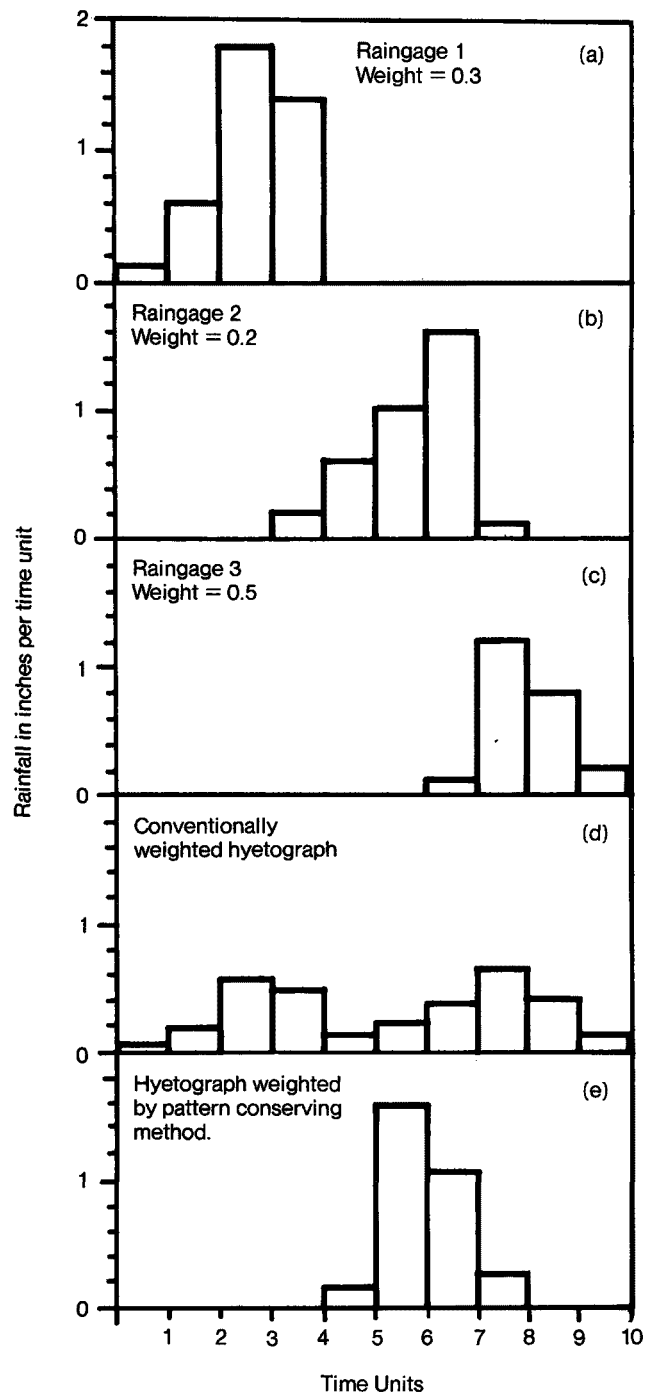 Rainfall in inches per time unit
2
1
0
Raingage 1
Weight = 0.3
(a)
1
0
Raingage 2
Weight = 0.2
(b)
1
0
Raingage 3
Weight = 0.5
(c)
1
0
Conventionally
weighted hyetograph
(d)
1
0
Hyetograph weighted
by pattern conserving
method.
(e)
1 2 3 4 5 6 7 8 9 10
Time Units